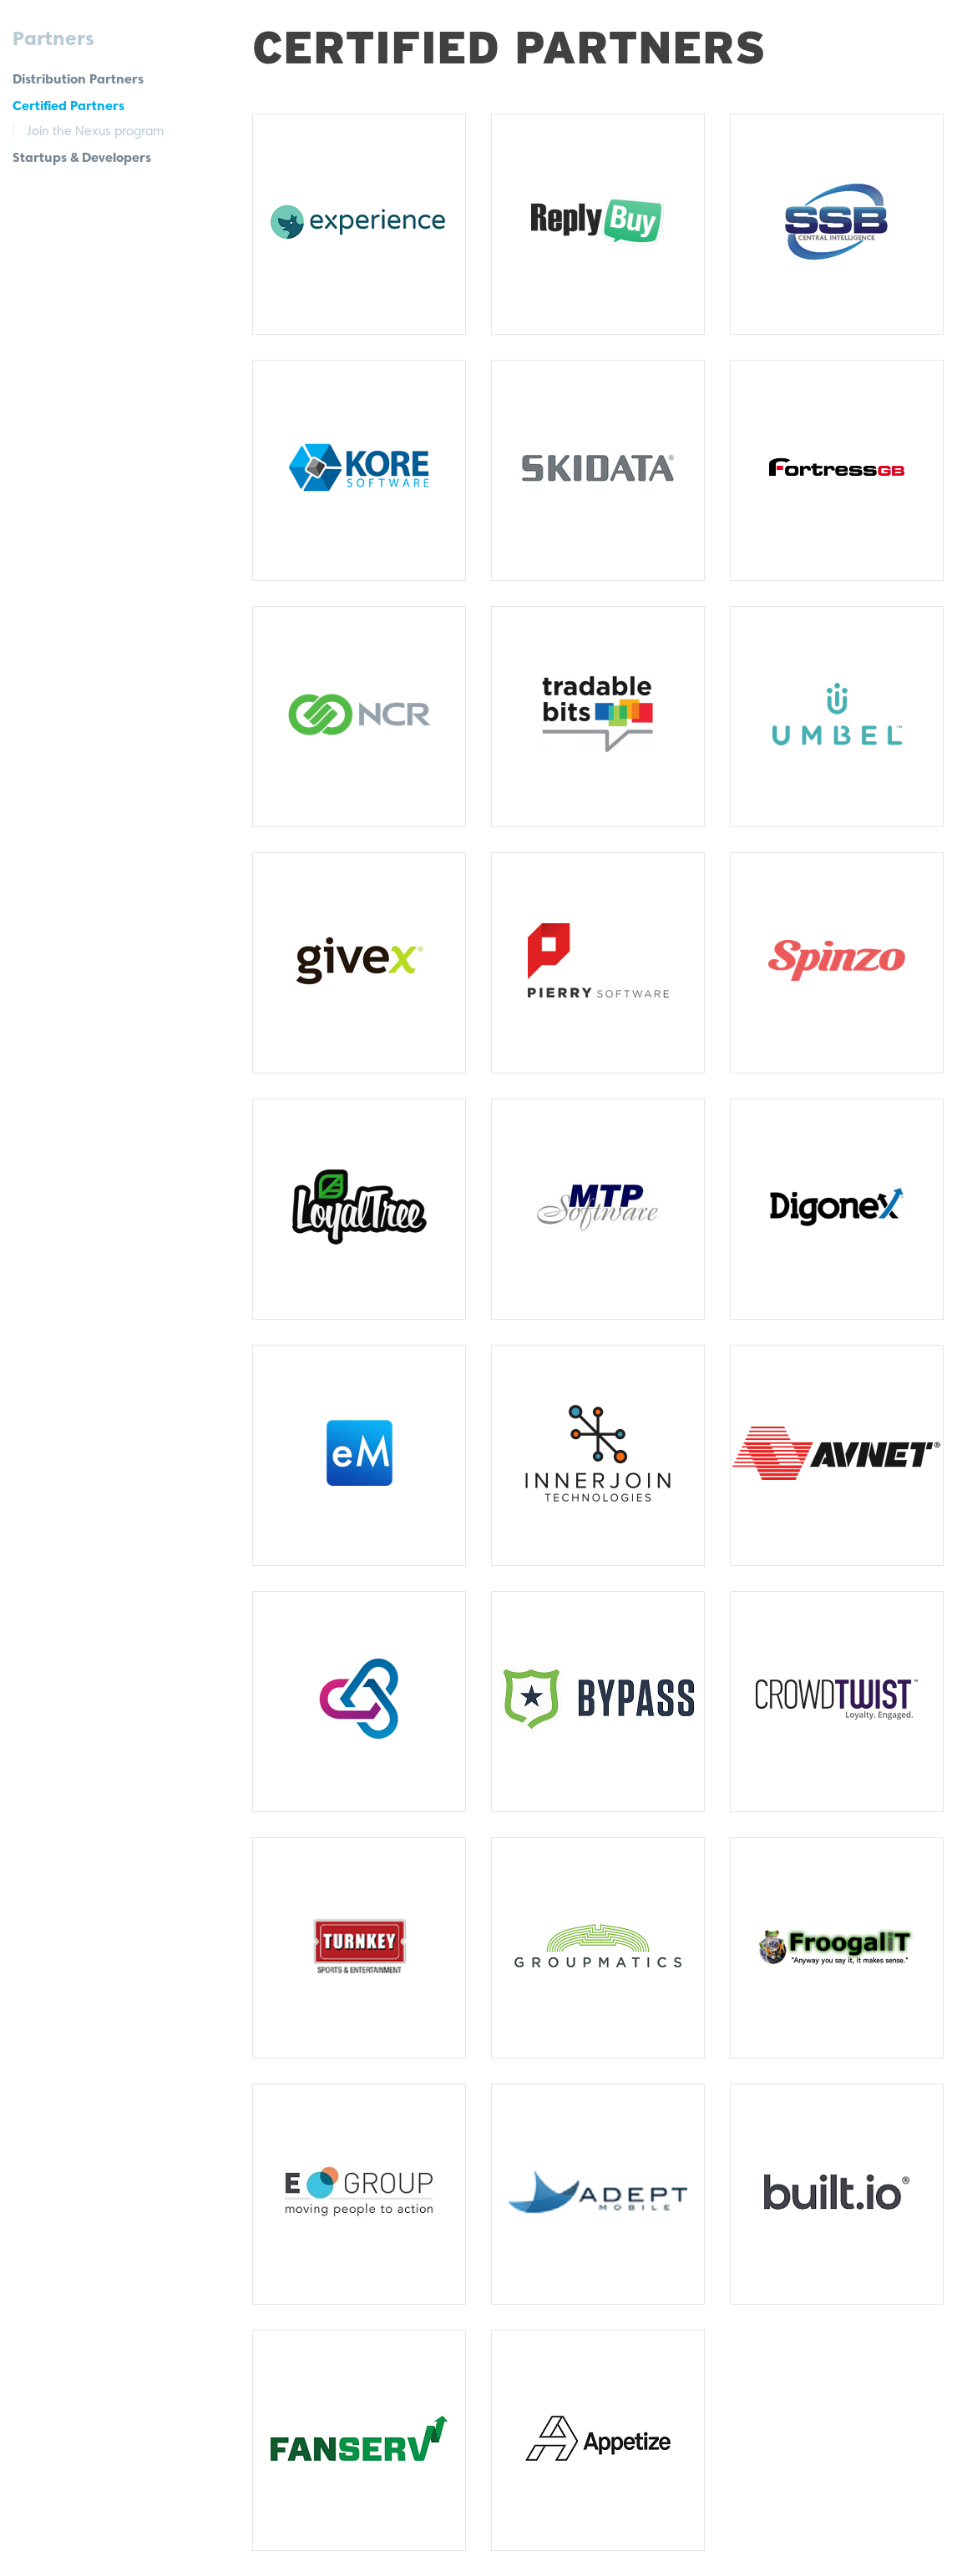 Partners
Distribution Partners
Certified Partners
Join the Nexus program
Startups & Developers
CERTIFIED PARTNERS
experience
Reply Buy
SSB
CENTRAL INTELLIGENCE
KORE
SOFTWARE
SKIDATA®
FortressGB
NCR
tradable
bits
UMBEL™
givex®
PIERRY SOFTWARE
Spinzo
LoyalTree
MTP
Software
Digonex
eM
INNERJOIN
TECHNOLOGIES
AVNET®
BYPASS
CROWDTWIST™
Loyalty. Engaged.
TURNKEY
SPORTS & ENTERTAINMENT
GROUPMATICS
FroogaliT
"Anyway you say it, it makes sense."
E GROUP
moving people to action
ADEPT
MOBILE
built.io®
FANSERV
Appetize